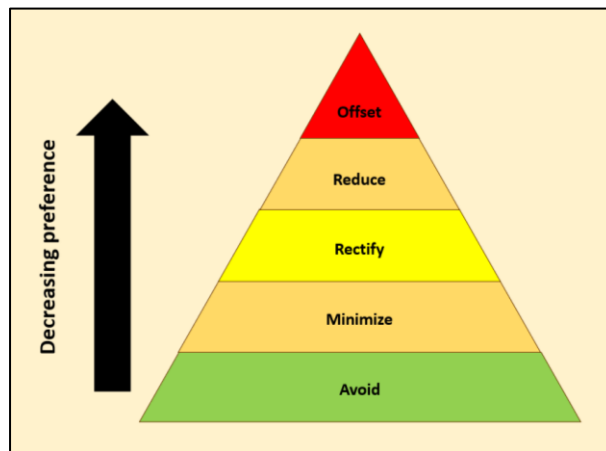 Decreasing preference
Offset
Reduce
Rectify
Minimize
Avoid